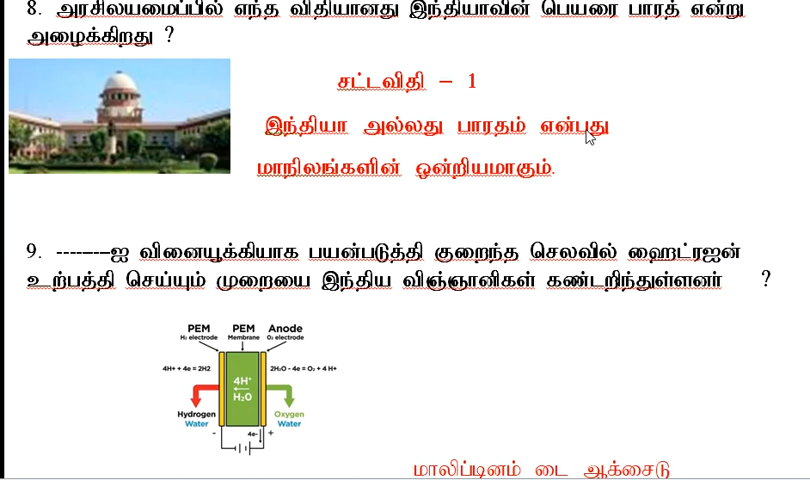 8. அரசிலயமைப்பில் எந்த விதியானது இந்தியாவின் பெயரை பாரத் என்று
அழைக்கிறது ?
சட்டவிதி – 1
இந்தியா அல்லது பாரதம் என்பது
மாநிலங்களின் ஒன்றியமாகும்.
9. --------ஐ வினையூக்கியாக பயன்படுத்தி குறைந்த செலவில் ஹைட்ரஜன்
உற்பத்தி செய்யும் முறையை இந்திய விஞ்ஞானிகள் கண்டறிந்துள்ளனர் ?
PEM PEM Anode
H₂ electrode Membrane O₂ electrode
4H+ + 4e = 2H2 2H₂O - 4e = O₂ + 4 H+
4H⁺
H₂O
Hydrogen Oxygen
Water Water
- 4e- +
மாலிப்டினம் டை ஆக்சைடு